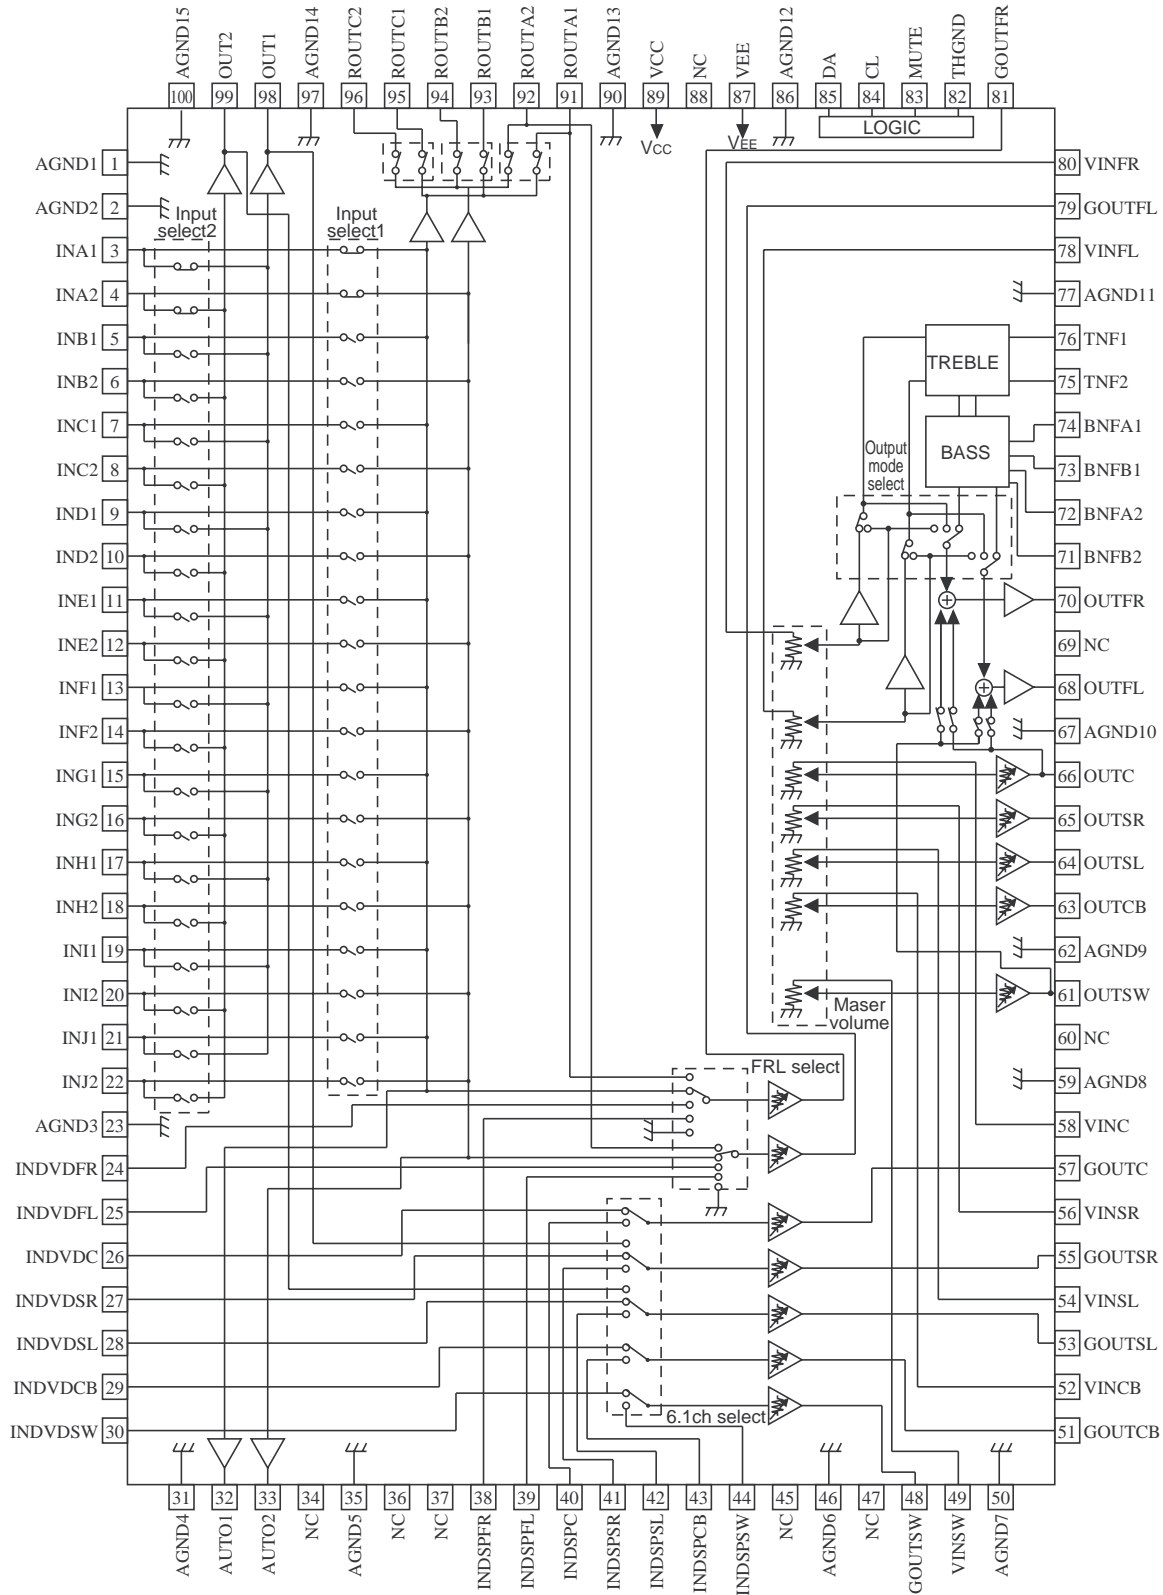 AGND15
OUT2
OUT1
AGND14
ROUTC2
ROUTC1
ROUTB2
ROUTB1
ROUTA2
ROUTA1
AGND13
VCC
NC
VEE
AGND12
DA
CL
MUTE
THGND
GOUTFR
100
99
98
97
96
95
94
93
92
91
90
89
88
87
86
85
84
83
82
81
LOGIC
VCC
VEE
AGND1 1
AGND2 2
INA1 3
INA2 4
INB1 5
INB2 6
INC1 7
INC2 8
IND1 9
IND2 10
INE1 11
INE2 12
INF1 13
INF2 14
ING1 15
ING2 16
INH1 17
INH2 18
INI1 19
INI2 20
INJ1 21
INJ2 22
AGND3 23
INDVDFR 24
INDVDFL 25
INDVDC 26
INDVDSR 27
INDVDSL 28
INDVDCB 29
INDVDSW 30
Input
select2
Input
select1
TREBLE
BASS
Output
mode
select
Maser
volume
FRL select
6.1ch select
80 VINFR
79 GOUTFL
78 VINFL
77 AGND11
76 TNF1
75 TNF2
74 BNFA1
73 BNFB1
72 BNFA2
71 BNFB2
70 OUTFR
69 NC
68 OUTFL
67 AGND10
66 OUTC
65 OUTSR
64 OUTSL
63 OUTCB
62 AGND9
61 OUTSW
60 NC
59 AGND8
58 VINC
57 GOUTC
56 VINSR
55 GOUTSR
54 VINSL
53 GOUTSL
52 VINCB
51 GOUTCB
31
32
33
34
35
36
37
38
39
40
41
42
43
44
45
46
47
48
49
50
AGND4
AUTO1
AUTO2
NC
AGND5
NC
NC
INDSPFR
INDSPFL
INDSPC
INDSPSR
INDSPSL
INDSPCB
INDSPSW
NC
AGND6
NC
GOUTSW
VINSW
AGND7